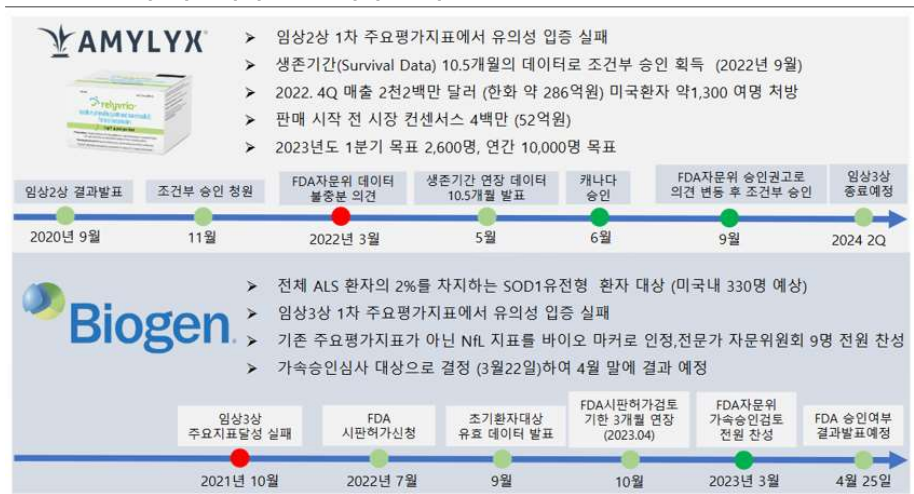 AMYLYX
relyvrio
➤ 임상2상 1차 주요평가지표에서 유의성 입증 실패
➤ 생존기간(Survival Data) 10.5개월의 데이터로 조건부 승인 획득 (2022년 9월)
➤ 2022. 4Q 매출 2천2백만 달러 (한화 약 286억원) 미국환자 약1,300 여명 처방
➤ 판매 시작 전 시장 컨센서스 4백만 (52억원)
➤ 2023년도 1분기 목표 2,600명, 연간 10,000명 목표
임상2상 결과발표
조건부 승인 청원
FDA자문위 데이터
불충분 의견
생존기간 연장 데이터
10.5개월 발표
캐나다
승인
FDA자문위 승인권고로
의견 변동 후 조건부 승인
임상3상
종료예정
2020년 9월
11월
2022년 3월
5월
6월
9월
2024 2Q
Biogen.
➤ 전체 ALS 환자의 2%를 차지하는 SOD1유전형 환자 대상 (미국내 330명 예상)
➤ 임상3상 1차 주요평가지표에서 유의성 입증 실패
➤ 기존 주요평가지표가 아닌 NfL 지표를 바이오 마커로 인정,전문가 자문위원회 9명 전원 찬성
➤ 가속승인심사 대상으로 결정 (3월22일)하여 4월 말에 결과 예정
임상3상
주요지표달성 실패
FDA
시판허가신청
초기환자대상
유효 데이터 발표
FDA시판허가검토
기한 3개월 연장
(2023.04)
FDA자문위
가속승인검토
전원 찬성
FDA 승인여부
결과발표예정
2021년 10월
2022년 7월
9월
10월
2023년 3월
4월 25일